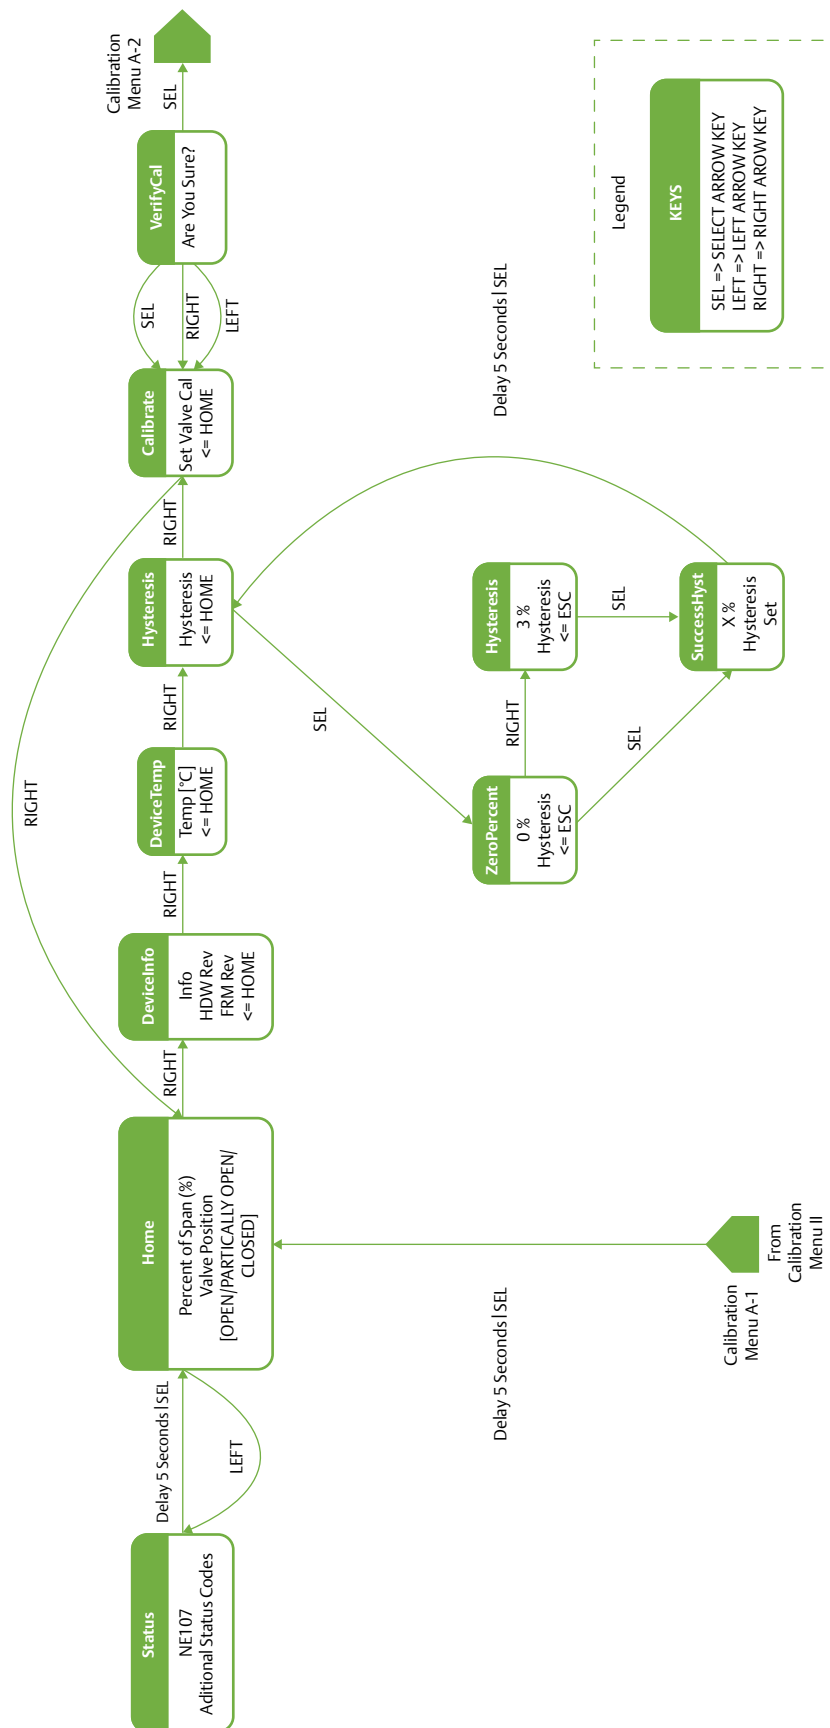 Status
NE107
Aditional Status Codes
Delay 5 Seconds|SEL
LEFT
Home
Percent of Span (%)
Valve Position
[OPEN/PARTICALLY OPEN/
CLOSED]
RIGHT
DeviceInfo
Info
HDW Rev
FRM Rev
<= HOME
RIGHT
DeviceTemp
Temp [°C]
<= HOME
RIGHT
Hysteresis
Hysteresis
<= HOME
RIGHT
Calibrate
Set Valve Cal
<= HOME
RIGHT
SEL
RIGHT
LEFT
VerifyCal
Are You Sure?
SEL
Calibration
Menu A-2
SEL
ZeroPercent
0 %
Hysteresis
<= ESC
RIGHT
Hysteresis
3 %
Hysteresis
<= ESC
SEL
SEL
SuccessHyst
X %
Hysteresis
Set
Delay 5 Seconds|SEL
Delay 5 Seconds|SEL
Calibration
Menu A-1
From
Calibration
Menu II
Legend
KEYS
SEL => SELECT ARROW KEY
LEFT => LEFT ARROW KEY
RIGHT => RIGHT AROW KEY